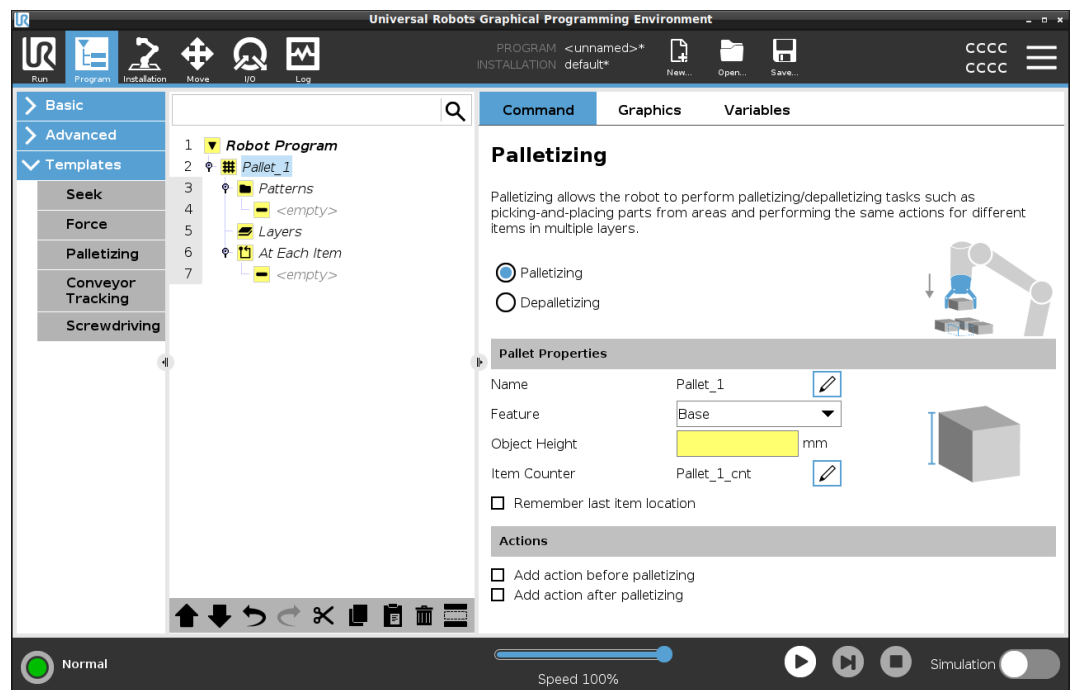 UR
Universal Robots Graphical Programming Environment
UR
Run
Program
Installation
Move
I/O
Log
PROGRAM <unnamed>*
INSTALLATION default*
New...
Open...
Save...
CCCC
CCCC
Basic
Advanced
Templates
Seek
Force
Palletizing
Conveyor
Tracking
Screwdriving
1 Robot Program
2 Pallet_1
3 Patterns
4 <empty>
5 Layers
6 At Each Item
7 <empty>
Command Graphics Variables
Palletizing
Palletizing allows the robot to perform palletizing/depalletizing tasks such as
picking-and-placing parts from areas and performing the same actions for different
items in multiple layers.
Palletizing
Depalletizing
Pallet Properties
Name Pallet_1
Feature Base
Object Height mm
Item Counter Pallet_1_cnt
Remember last item location
Actions
Add action before palletizing
Add action after palletizing
Normal
Speed 100%
Simulation